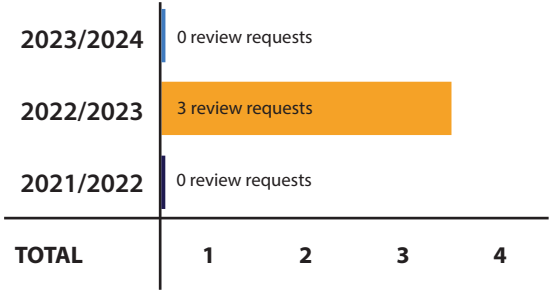 2023/2024 0 review requests
2022/2023 3 review requests
2021/2022 0 review requests
TOTAL 1 2 3 4